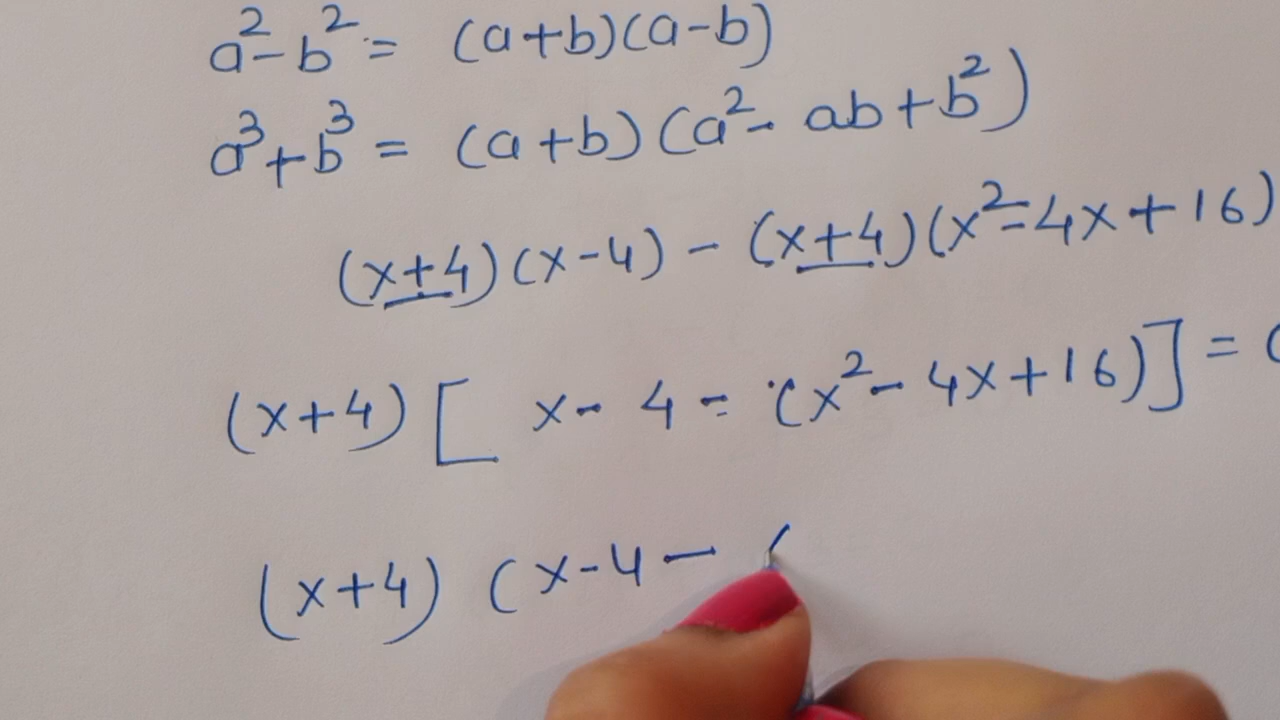 a²-b² = (a+b)(a-b)
a³+b³ = (a+b)(a²- ab+b²)
(x+4)(x-4) - (x+4)(x²-4x+16)
(x+4)[ x- 4 - (x²- 4x+16)] =
(x+4) (x-4 -